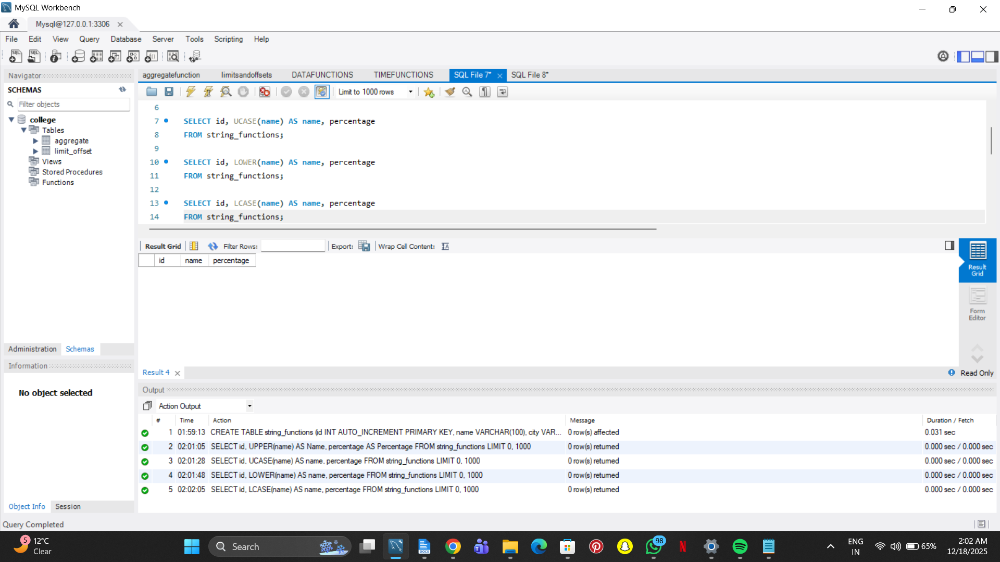 MySQL Workbench
Mysql@127.0.0.1:3306
File Edit View Query Database Server Tools Scripting Help
Navigator
SCHEMAS
Filter objects
college
Tables
aggregate
limit_offset
Views
Stored Procedures
Functions
Administration Schemas
Information
No object selected
Object Info Session
aggregatefunction limitsandoffsets DATAFUNCTIONS TIMEFUNCTIONS SQL File 7* SQL File 8*
Limit to 1000 rows
6
7 SELECT id, UCASE(name) AS name, percentage
8 FROM string_functions;
9
10 SELECT id, LOWER(name) AS name, percentage
11 FROM string_functions;
12
13 SELECT id, LCASE(name) AS name, percentage
14 FROM string_functions;
Result Grid Filter Rows: Export: Wrap Cell Content:
id name percentage
Result
Grid
Form
Editor
Result 4
Read Only
Output
Action Output
# Time Action Message Duration / Fetch
1 01:59:13 CREATE TABLE string_functions (id INT AUTO_INCREMENT PRIMARY KEY, name VARCHAR(100), city VAR... 0 row(s) affected 0.031 sec
2 02:01:05 SELECT id, UPPER(name) AS Name, percentage AS Percentage FROM string_functions LIMIT 0, 1000 0 row(s) returned 0.000 sec / 0.000 sec
3 02:01:28 SELECT id, UCASE(name) AS name, percentage FROM string_functions LIMIT 0, 1000 0 row(s) returned 0.000 sec / 0.000 sec
4 02:01:48 SELECT id, LOWER(name) AS name, percentage FROM string_functions LIMIT 0, 1000 0 row(s) returned 0.000 sec / 0.000 sec
5 02:02:05 SELECT id, LCASE(name) AS name, percentage FROM string_functions LIMIT 0, 1000 0 row(s) returned 0.000 sec / 0.000 sec
Query Completed
5
12°C
Clear
Search
DOCX
98
ENG
IN
65%
2:02 AM
12/18/2025